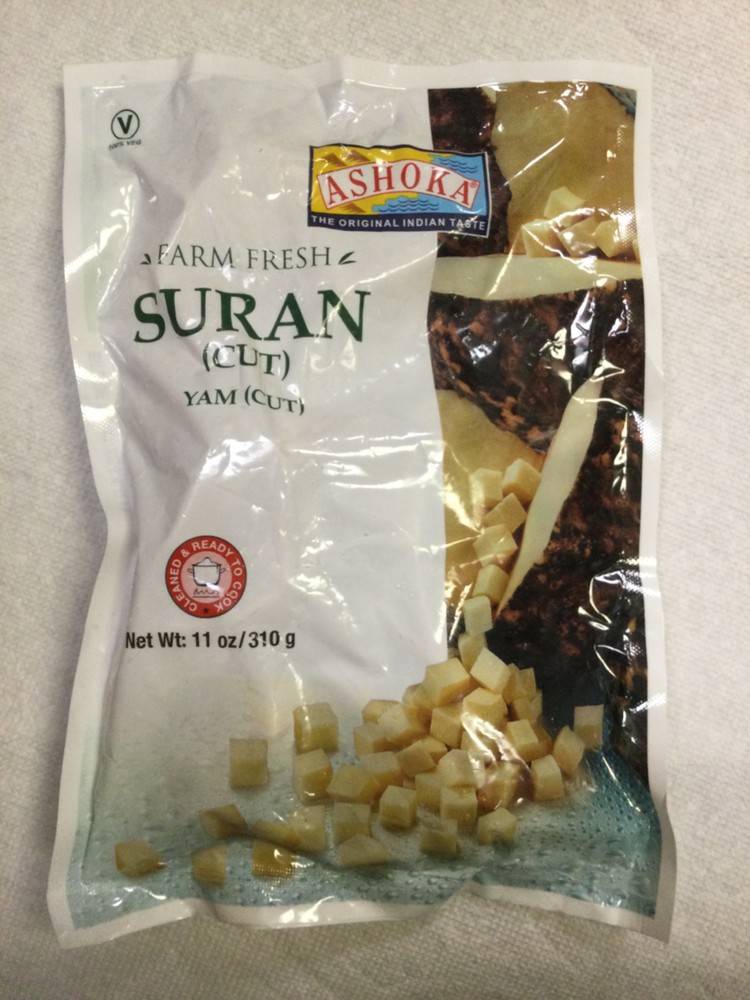 V
100% VEG
ASHOKA®
THE ORIGINAL INDIAN TASTE
FARM FRESH
SURAN
(CUT)
YAM (CUT)
CLEANED & READY TO COOK
Net Wt: 11 oz/310 g